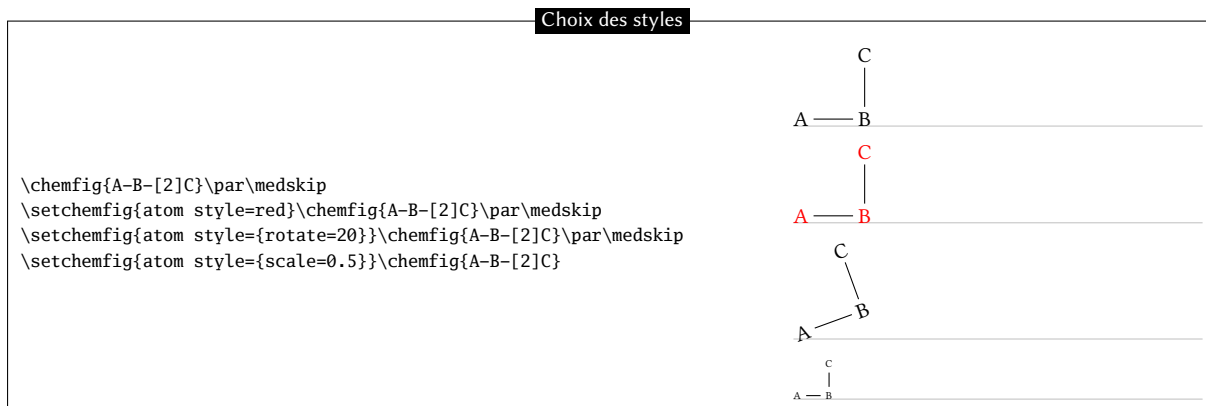 Choix des styles
\chemfig{A-B-[2]C}\par\medskip
\setchemfig{atom style=red}\chemfig{A-B-[2]C}\par\medskip
\setchemfig{atom style={rotate=20}}\chemfig{A-B-[2]C}\par\medskip
\setchemfig{atom style={scale=0.5}}\chemfig{A-B-[2]C}
C
A B
C
A B
C
B
A
C
A B